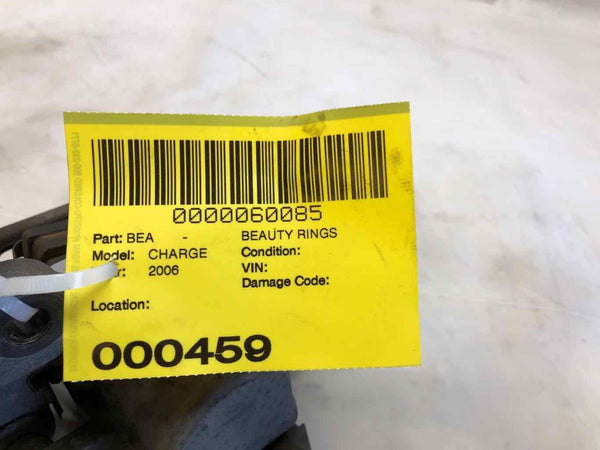 0000060085
Part: BEA - BEAUTY RINGS
Model: CHARGE Condition:
2006 VIN:
Damage Code:
Location:
000459